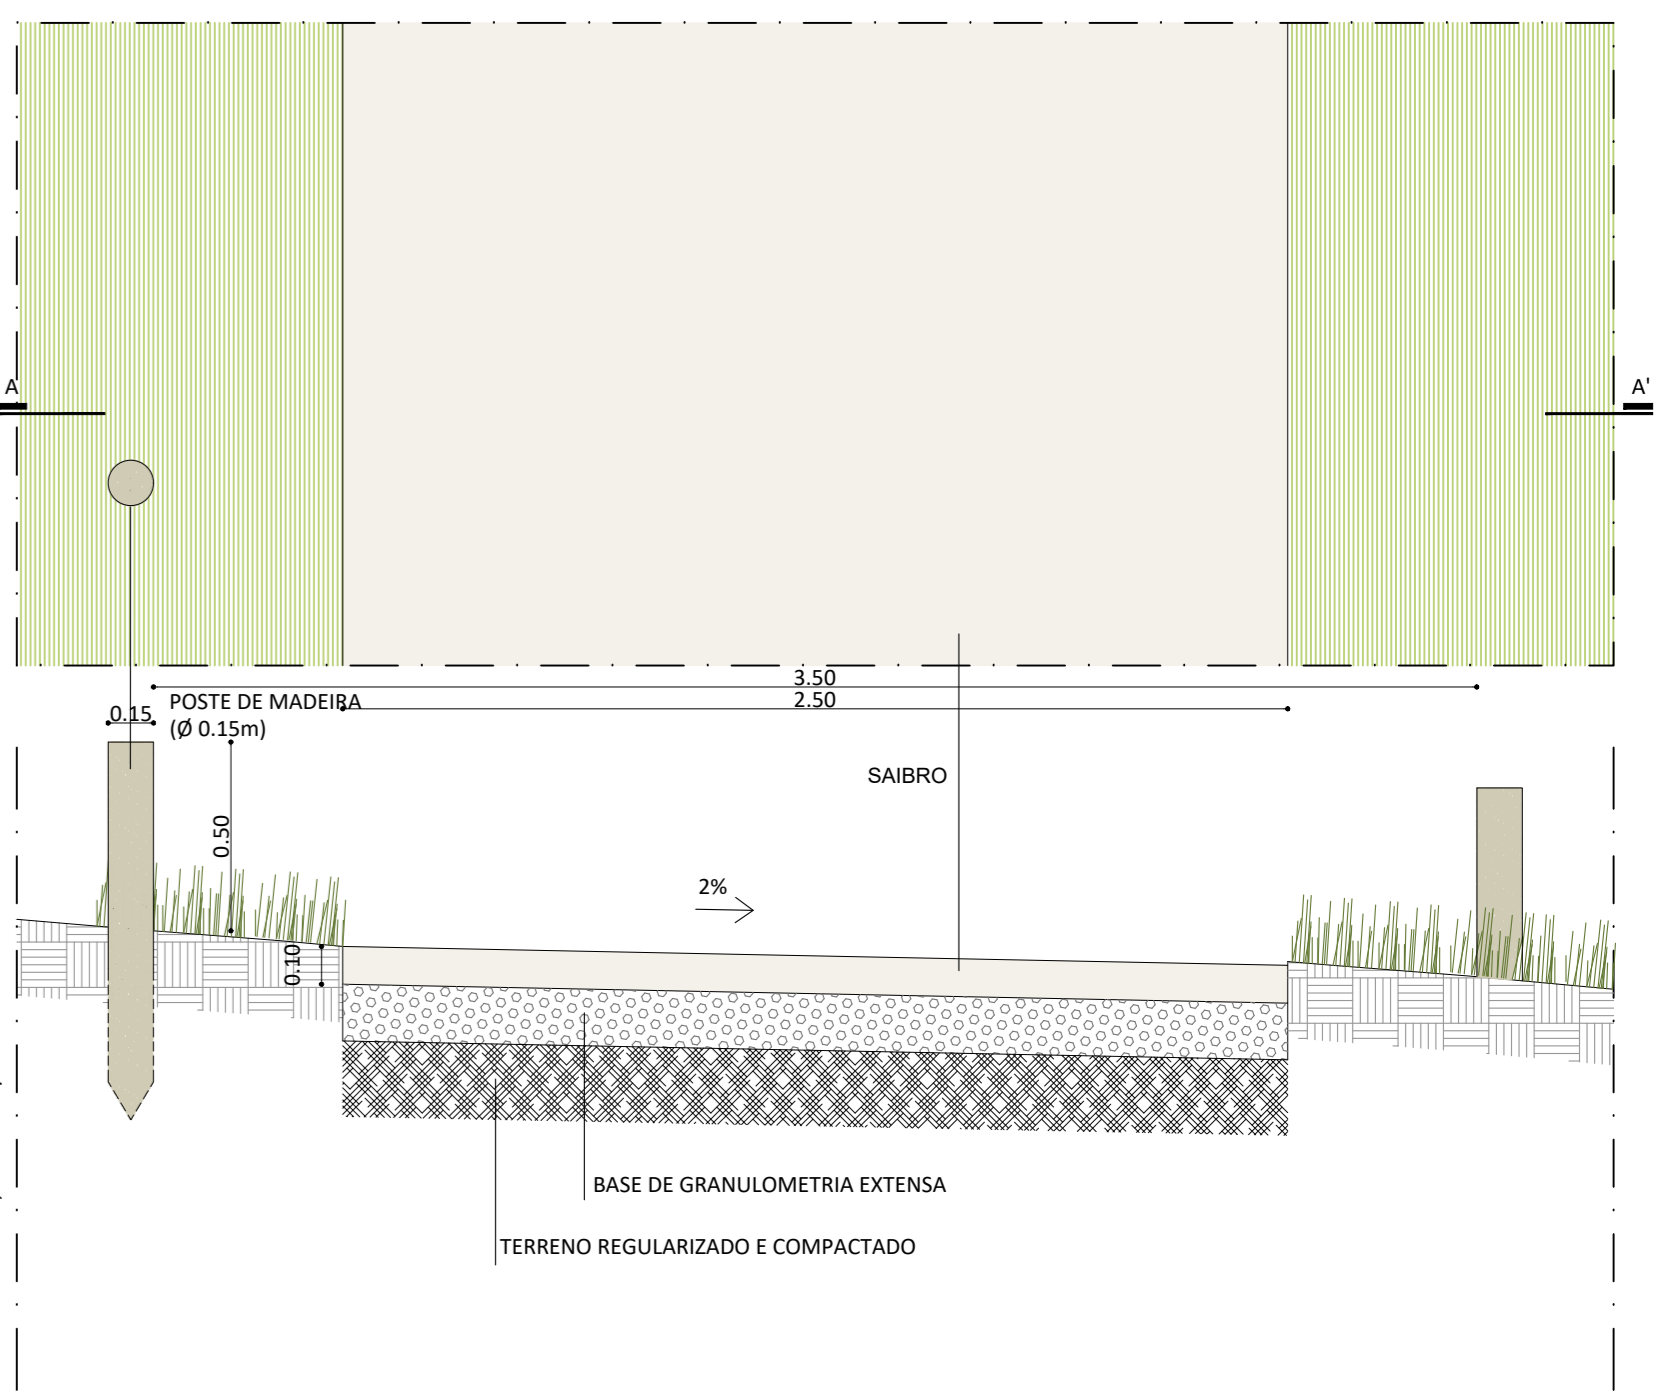 A
A'
3.50
2.50
POSTE DE MADEIRA
(Ø 0.15m)
0.15
SAIBRO
0.50
2%
0.10
BASE DE GRANULOMETRIA EXTENSA
TERRENO REGULARIZADO E COMPACTADO